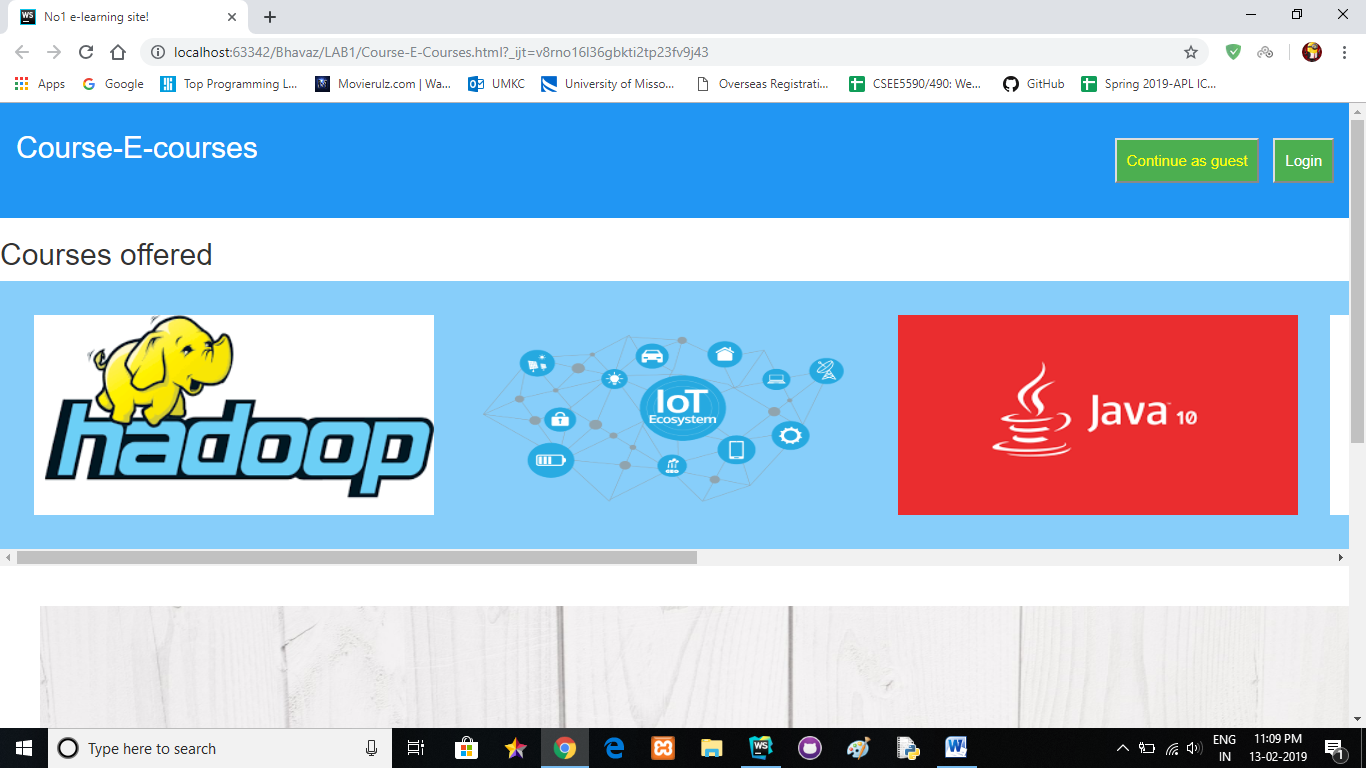 WS No1 e-learning site!
localhost:63342/Bhavaz/LAB1/Course-E-Courses.html?_ijt=v8rno16l36gbkti2tp23fv9j43
Apps Google Top Programming L... Movierulz.com | Wa... UMKC University of Misso... Overseas Registrati... CSEE5590/490: We... GitHub Spring 2019-APL IC...
Course-E-courses
Continue as guest Login
Courses offered
hadoop
IoT
Ecosystem
Java 10
Type here to search
WS
W
ENG
IN
11:09 PM
13-02-2019
1